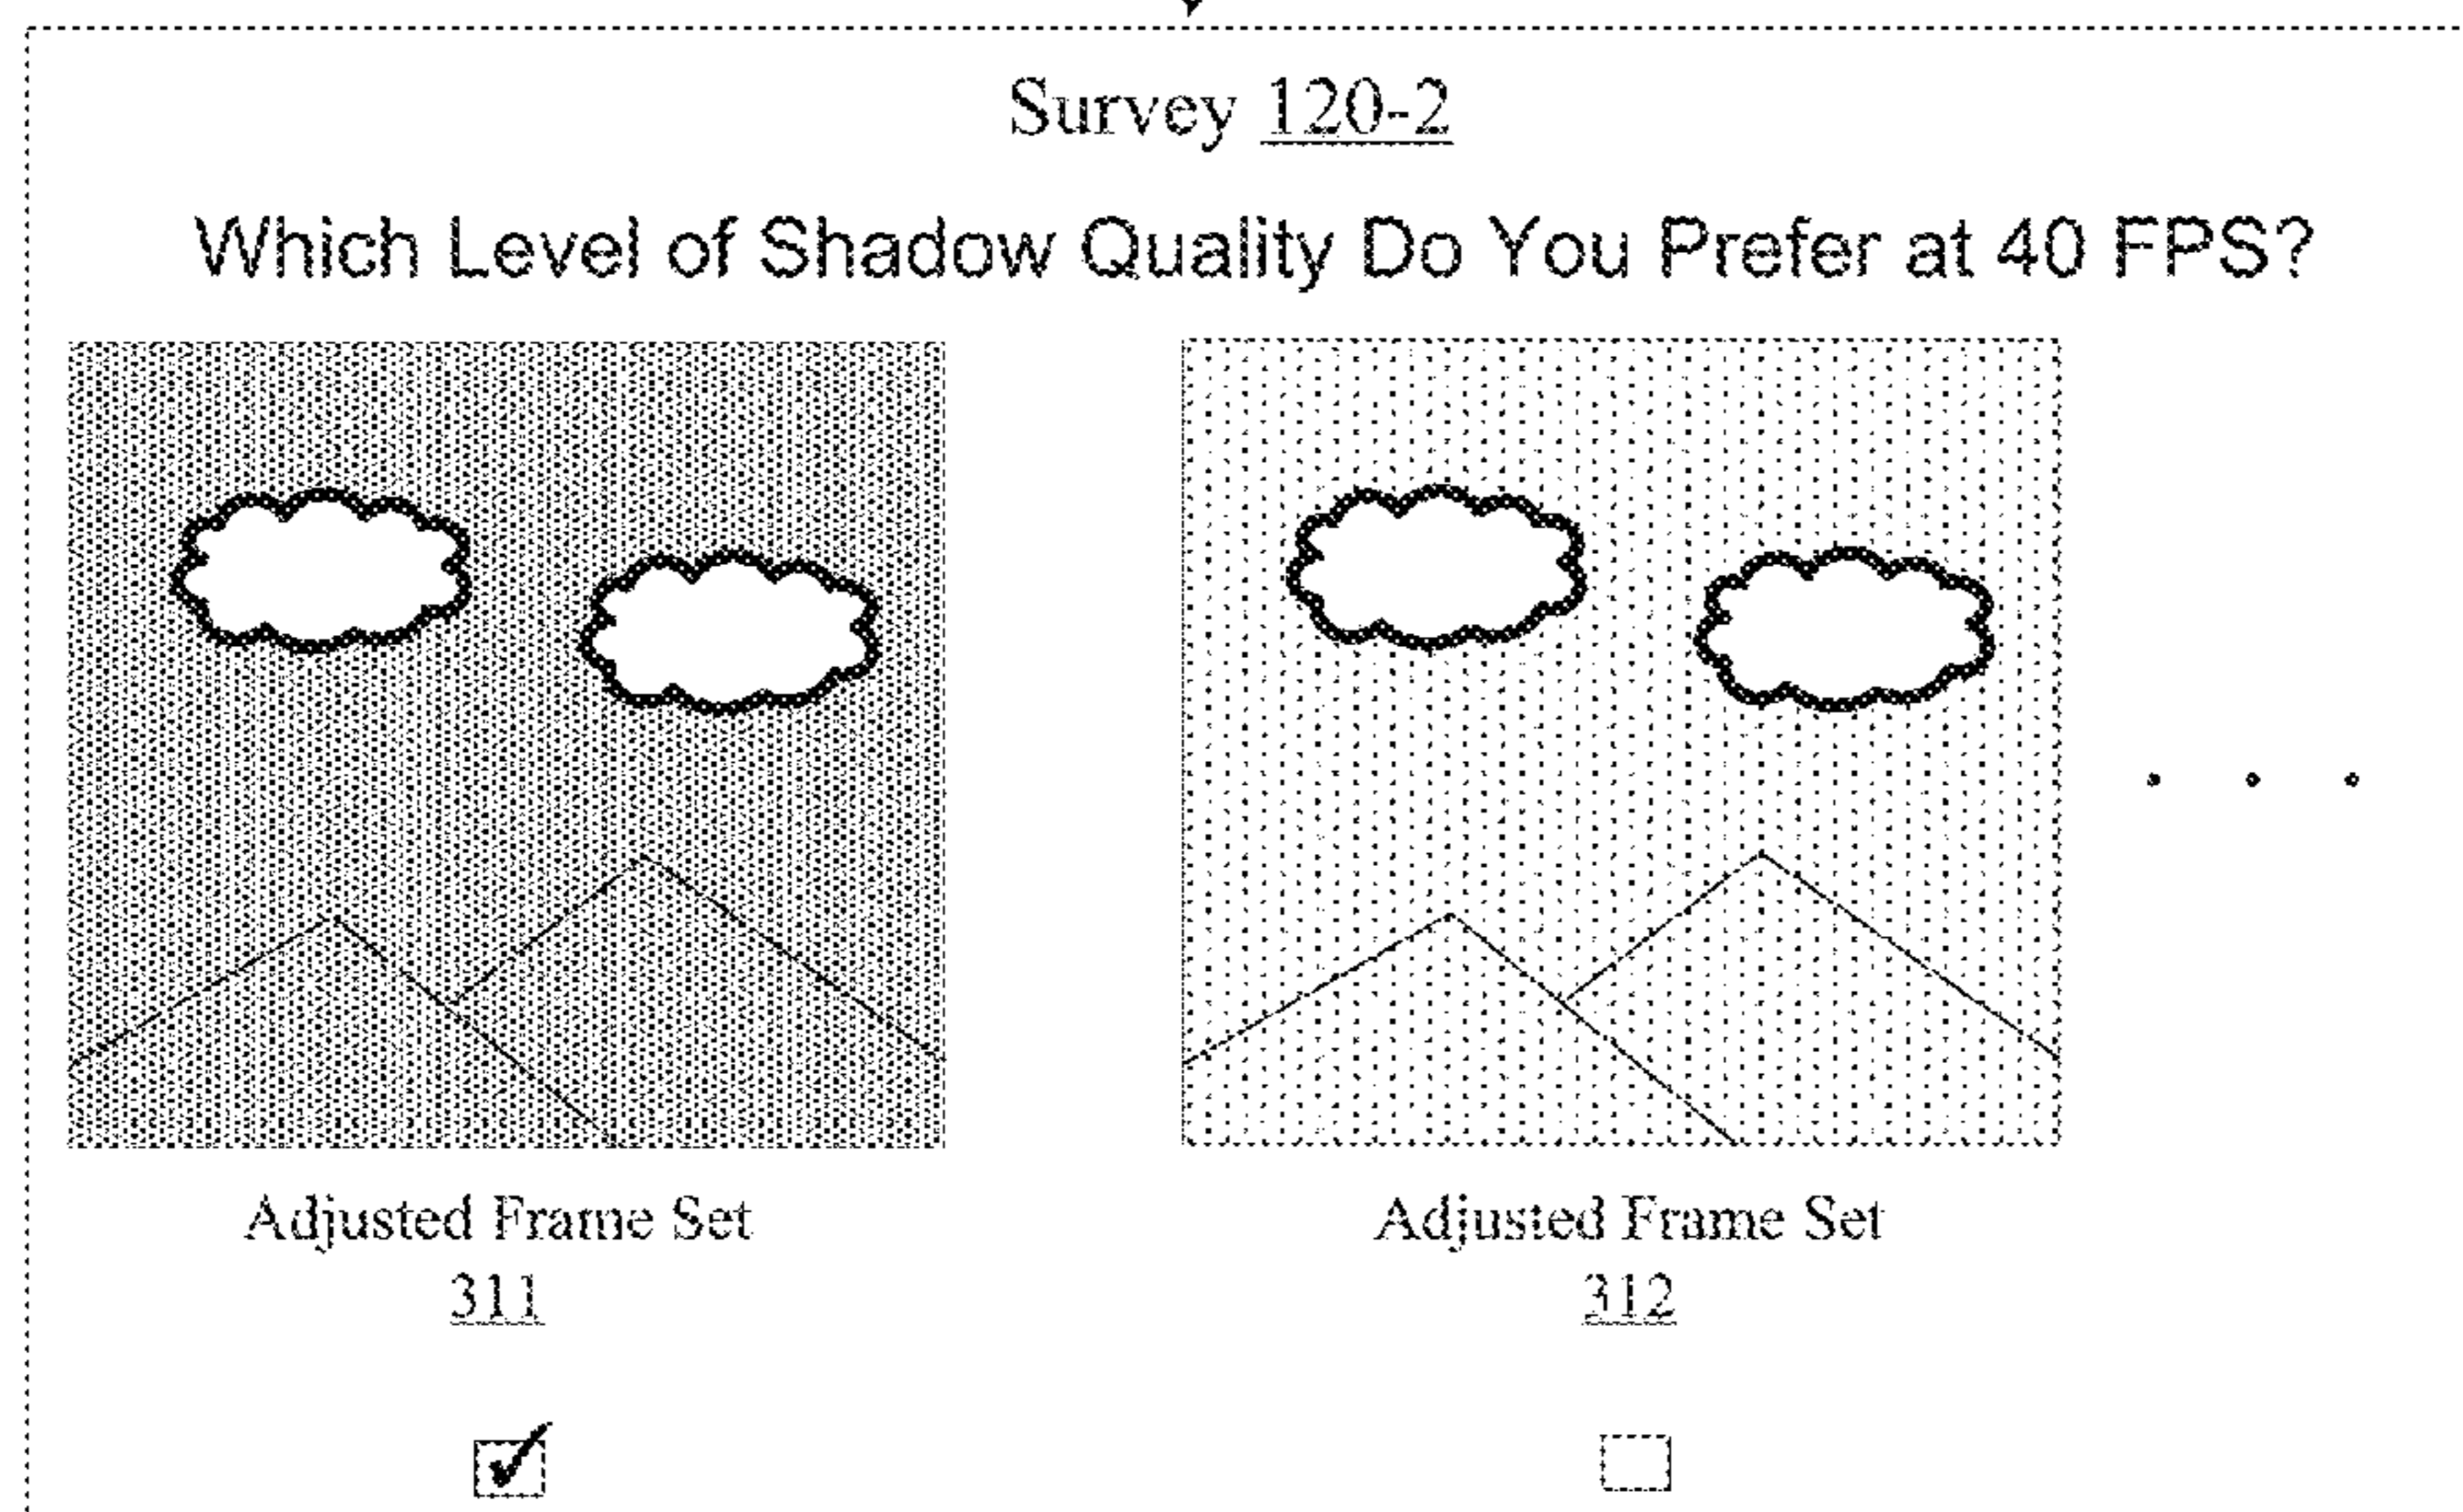 Survey 120-2
Which Level of Shadow Quality Do You Prefer at 40 FPS?
Adjusted Frame Set
311
Adjusted Frame Set
312